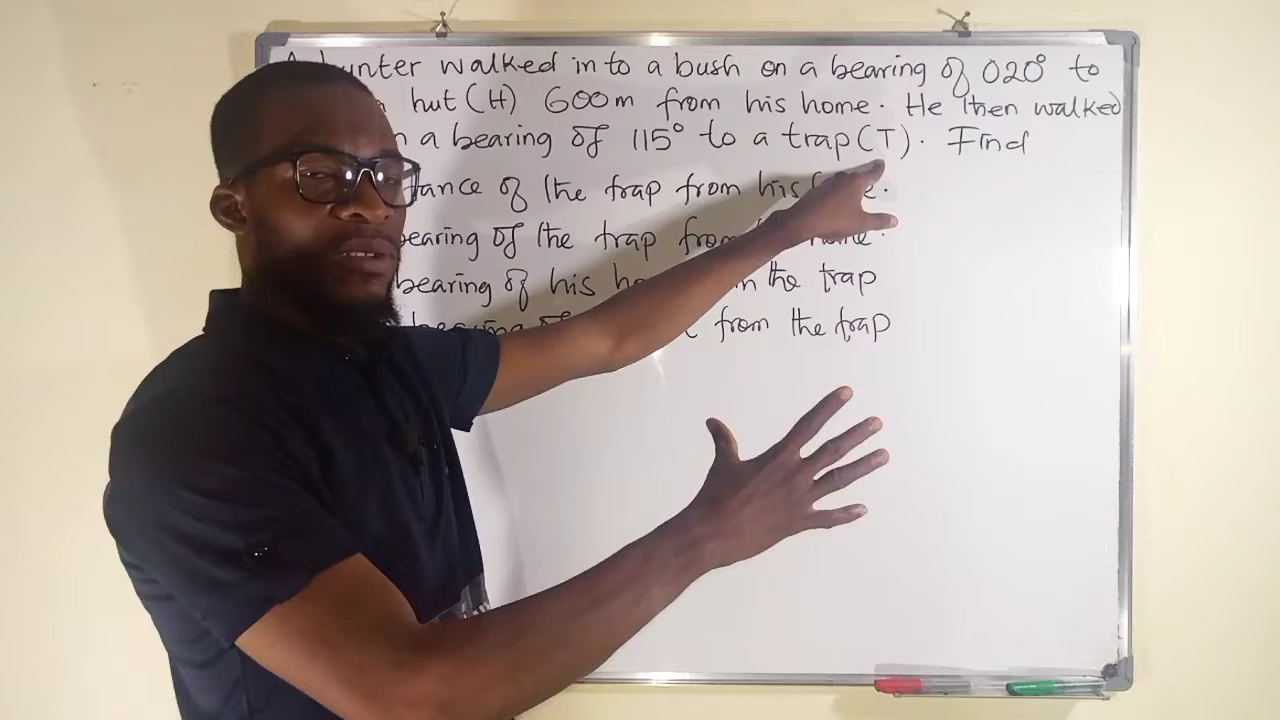 hunter walked in to a bush on a bearing of 020° to
hut (H) 600m from his home. He then walked
a bearing of 115° to a trap (T). Find
of the trap from his
bearing of the trap from
bearing of his from the trap
from the trap